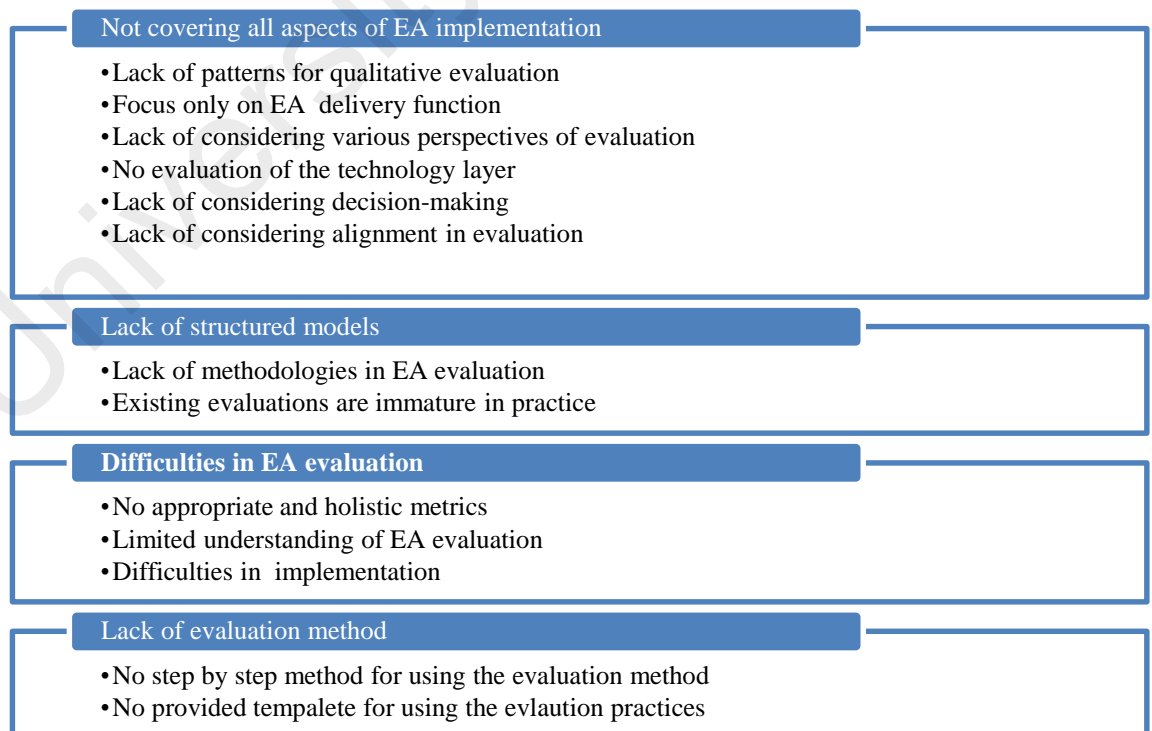 Not covering all aspects of EA implementation
•Lack of patterns for qualitative evaluation
•Focus only on EA delivery function
•Lack of considering various perspectives of evaluation
•No evaluation of the technology layer
•Lack of considering decision-making
•Lack of considering alignment in evaluation
Lack of structured models
•Lack of methodologies in EA evaluation
•Existing evaluations are immature in practice
Difficulties in EA evaluation
•No appropriate and holistic metrics
•Limited understanding of EA evaluation
•Difficulties in implementation
Lack of evaluation method
•No step by step method for using the evaluation method
•No provided tempalete for using the evlaution practices
University